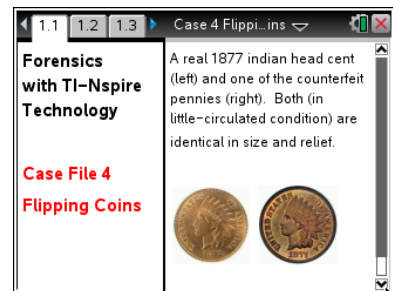 1.1 1.2 1.3 Case 4 Flippi...ins
Forensics
with TI-Nspire
Technology
Case File 4
Flipping Coins
A real 1877 indian head cent
(left) and one of the counterfeit
pennies (right). Both (in
little-circulated condition) are
identical in size and relief.
1877
1877